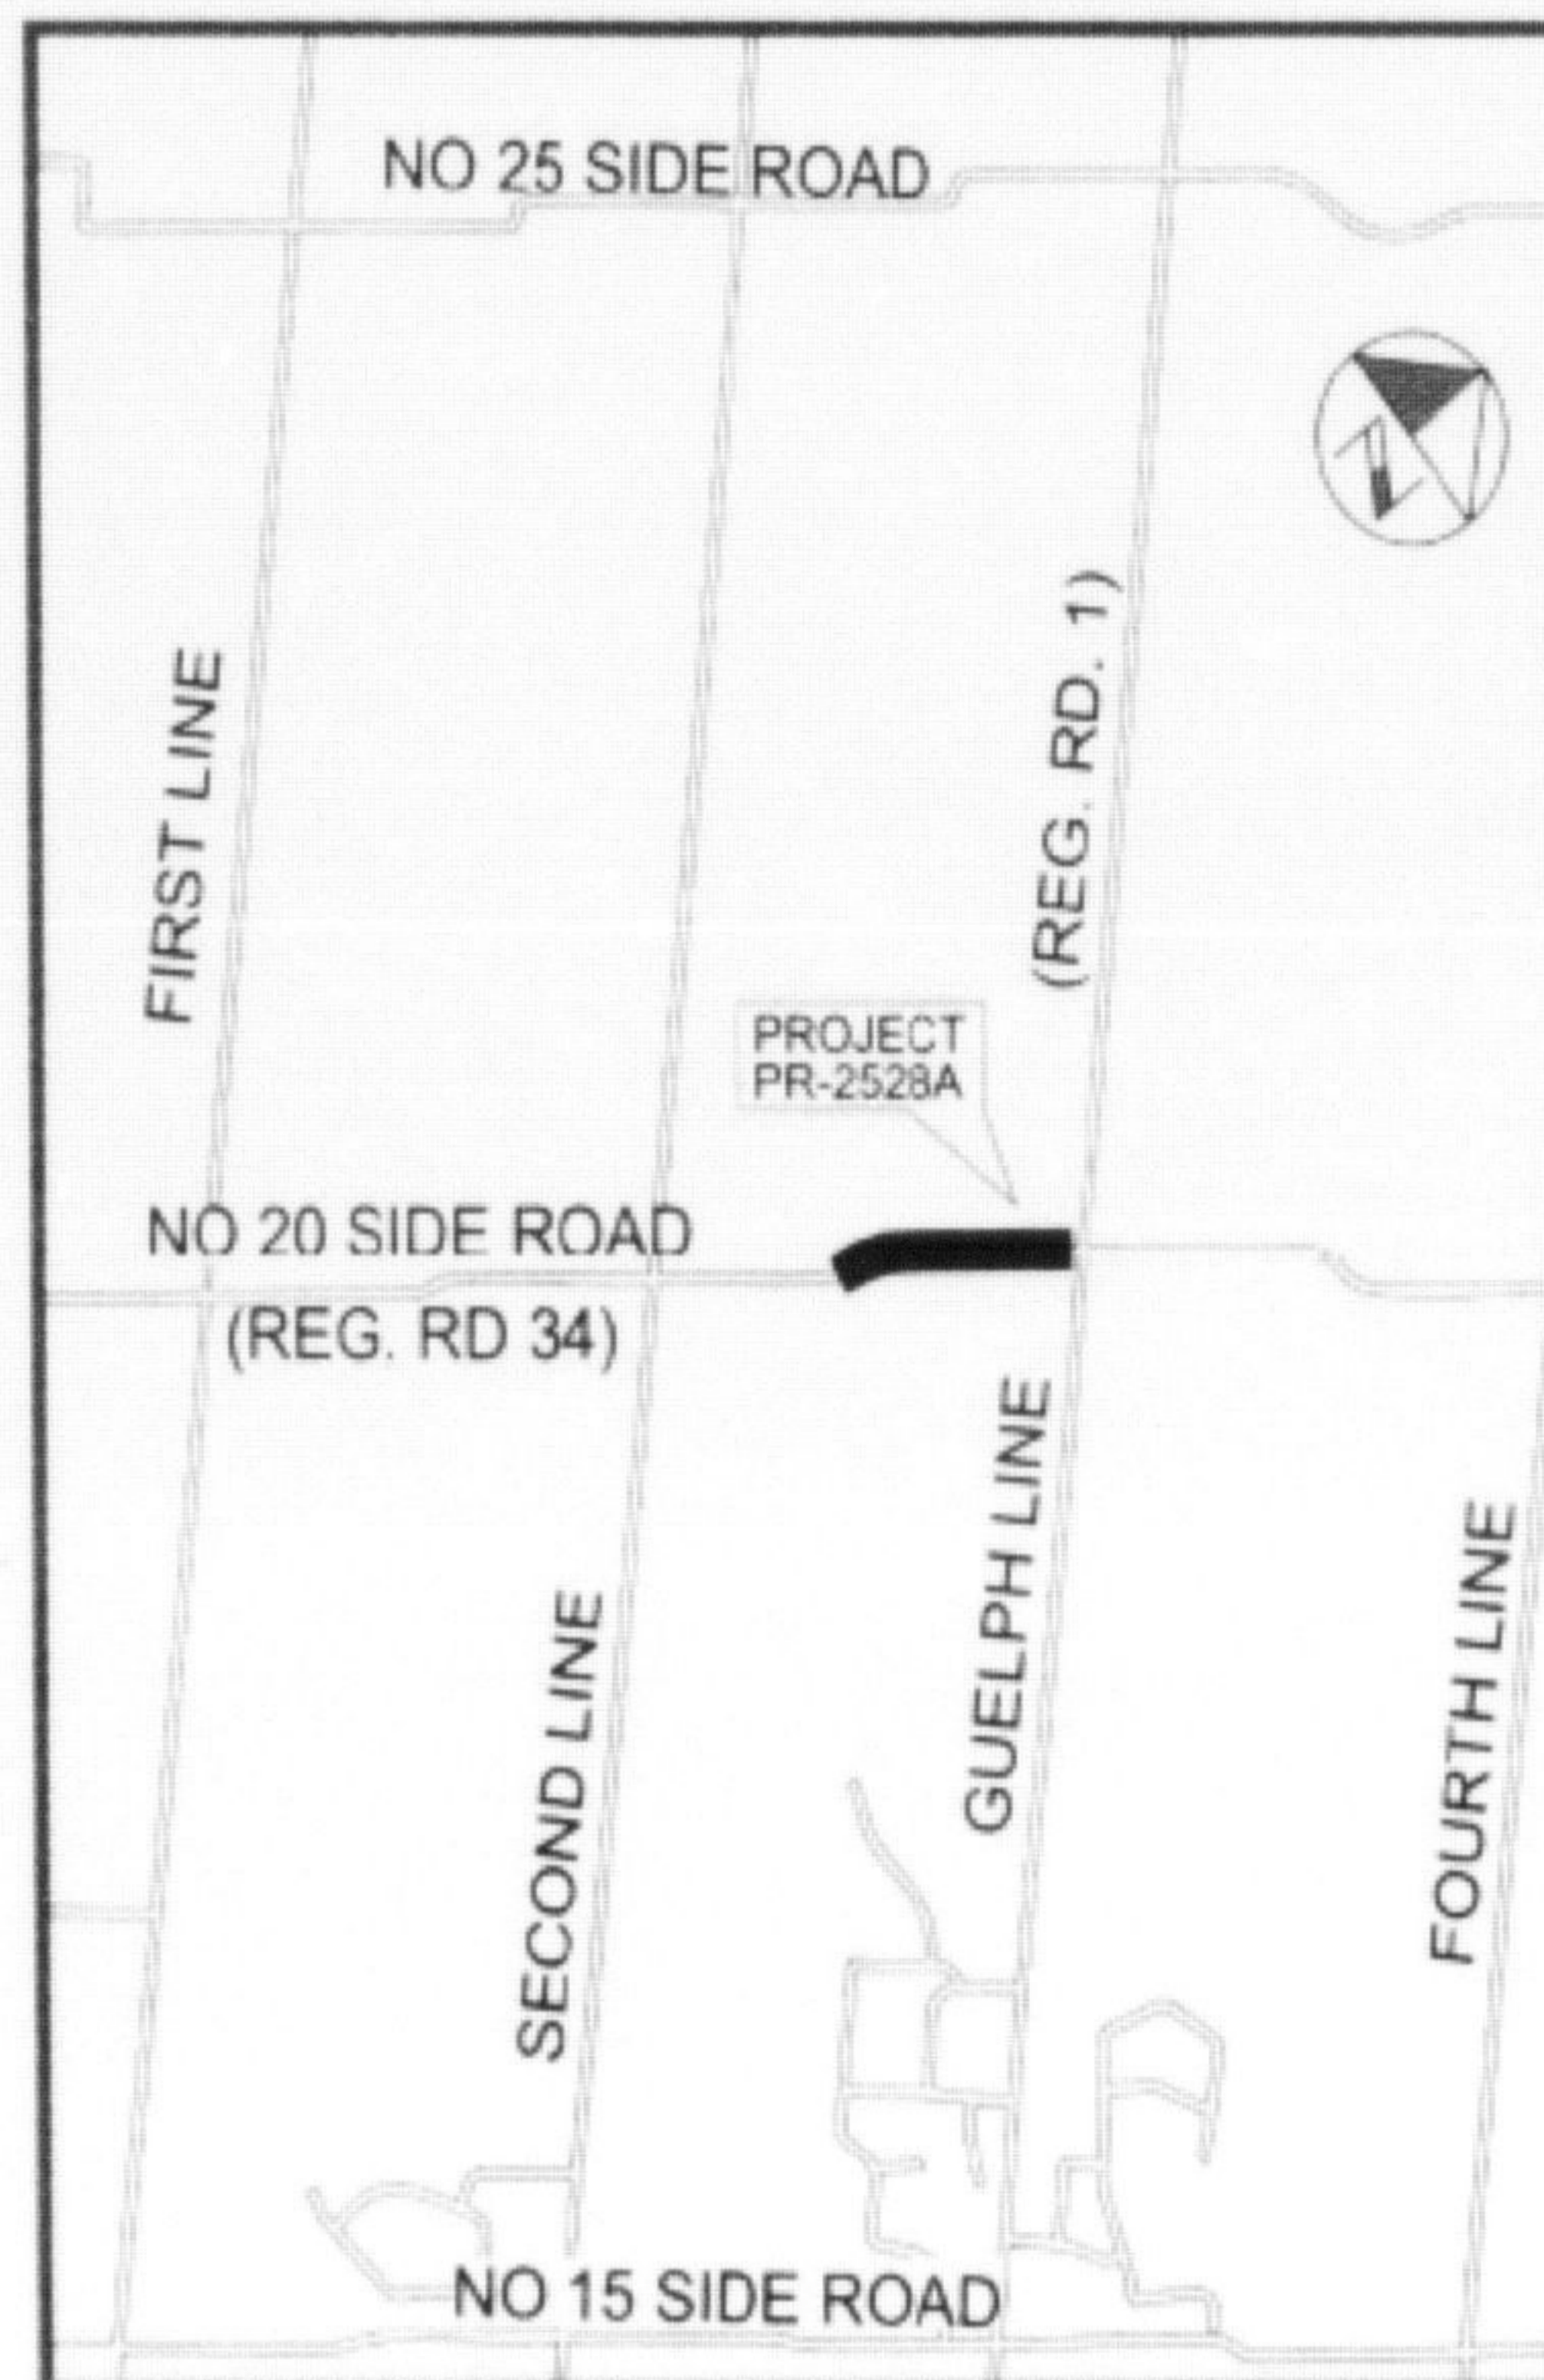 NO 25 SIDE ROAD
N
(REG. RD. 1)
FIRST LINE
PROJECT
PR-2528A
NO 20 SIDE ROAD
(REG. RD 34)
GUELPH LINE
FOURTH LINE
SECOND LINE
NO 15 SIDE ROAD